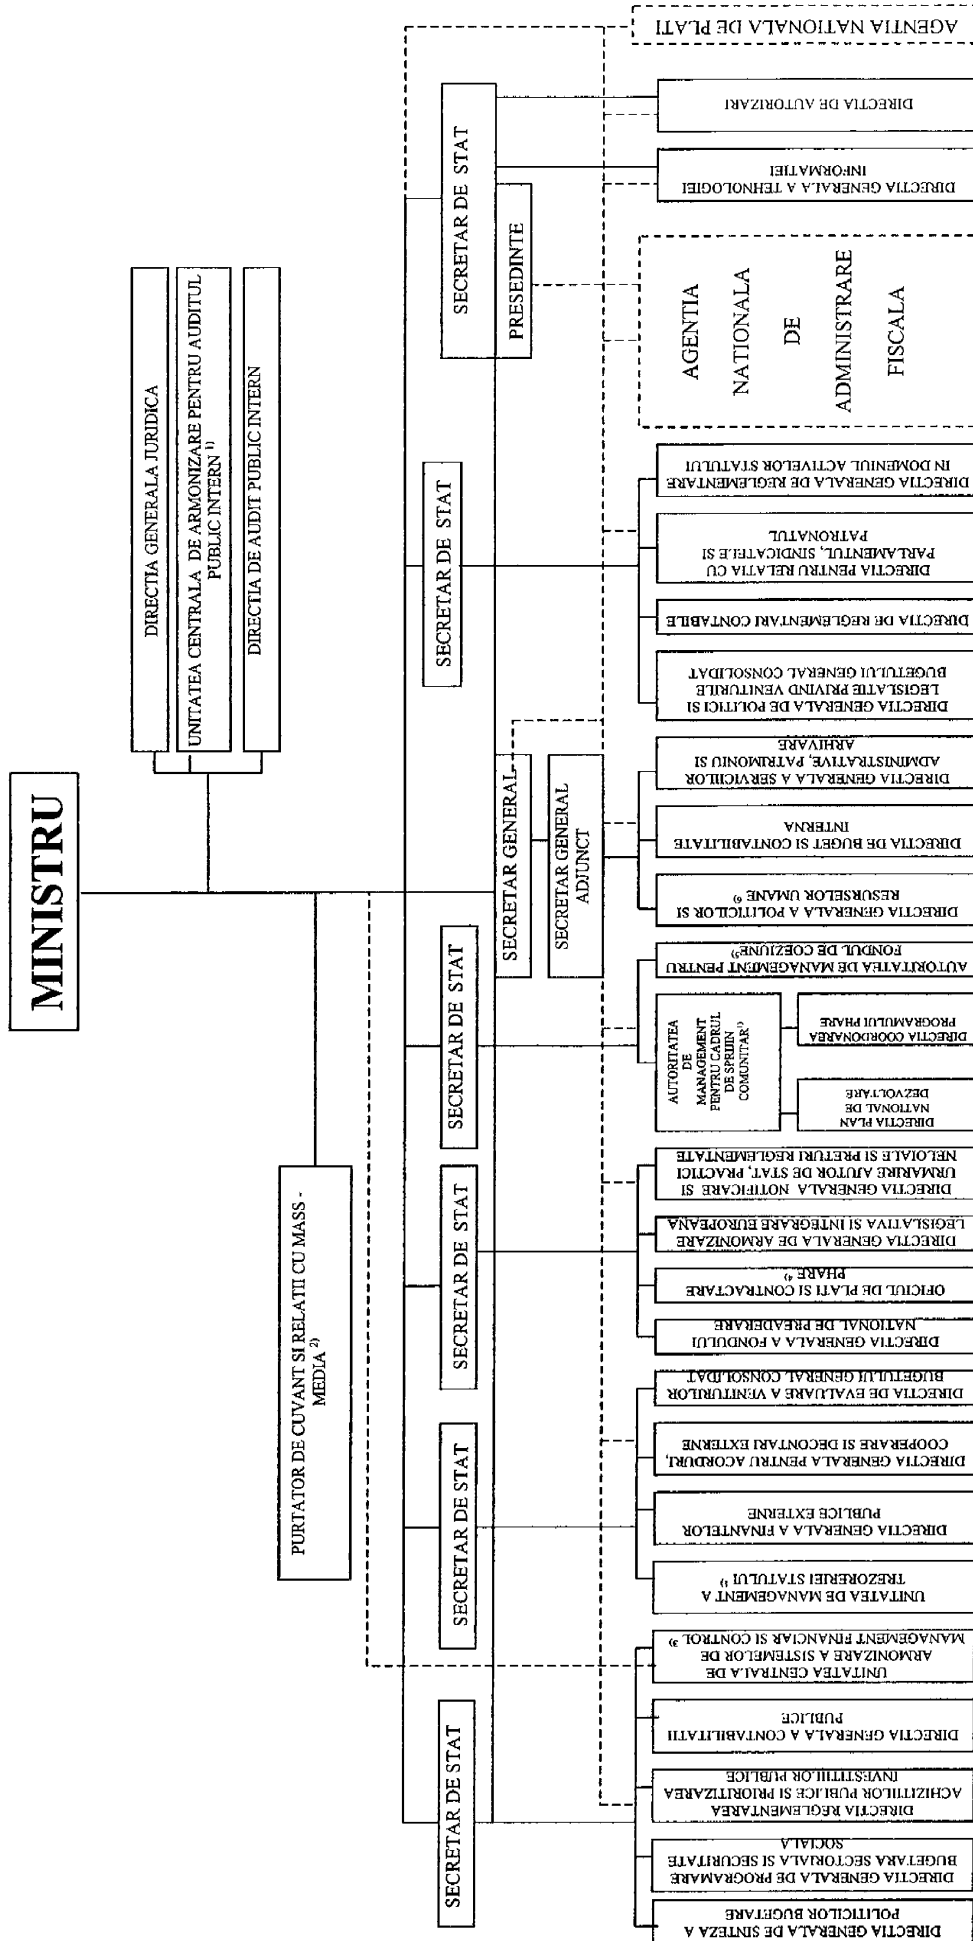 MINISTRU
DIRECTIA GENERALA JURIDICA
UNITATEA CENTRALA DE ARMONIZARE PENTRU AUDITUL
PUBLIC INTERN 1)
DIRECTIA DE AUDIT PUBLIC INTERN
PURTATOR DE CUVANT SI RELATII CU MASS -
MEDIA 2)
SECRETAR DE STAT
SECRETAR DE STAT
SECRETAR DE STAT
SECRETAR DE STAT
SECRETAR DE STAT
SECRETAR DE STAT
PRESEDINTE
SECRETAR GENERAL
SECRETAR GENERAL
ADJUNCT
DIRECTIA GENERALA DE SINTEZA A
POLITICILOR BUGETARE
DIRECTIA GENERALA DE PROGRAMARE
BUGETARA SECTORIALA SI SECURITATE
SOCIALA
DIRECTIA REGLEMENTAREA
ACHIZITIILOR PUBLICE SI PRIORITIZAREA
INVESTITIILOR PUBLICE
DIRECTIA GENERALA A CONTABILITATII
PUBLICE
UNITATEA CENTRALA DE
ARMONIZARE A SISTEMELOR DE
MANAGEMENT FINANCIAR SI CONTROL 3)
UNITATEA DE MANAGEMENT A
TREZORERIEI STATULUI 1)
DIRECTIA GENERALA A FINANTELOR
PUBLICE EXTERNE
DIRECTIA GENERALA PENTRU ACORDURI,
COOPERARE SI DECONTARI EXTERNE
DIRECTIA DE EVALUARE A VENITURILOR
BUGETULUI GENERAL CONSOLIDAT
DIRECTIA GENERALA A FONDULUI
NATIONAL DE PREADERARE
OFICIUL DE PLATI SI CONTRACTARE
PHARE 4)
DIRECTIA GENERALA DE ARMONIZARE
LEGISLATIVA SI INTEGRARE EUROPEANA
DIRECTIA GENERALA NOTIFICARE SI
URMARIRE AJUTOR DE STAT, PRACTICI
NELOIALE SI PRETURI REGLEMENTATE
AUTORITATEA
DE
MANAGEMENT
PENTRU CADRUL
DE SPRIJIN
COMUNITAR 1)
DIRECTIA PLAN
NATIONAL DE
DEZVOLTARE
DIRECTIA COORDONAREA
PROGRAMULUI PHARE
AUTORITATEA DE MANAGEMENT PENTRU
FONDUL DE COEZIUNE 5)
DIRECTIA GENERALA A POLITICILOR SI
RESURSELOR UMANE 6)
DIRECTIA DE BUGET SI CONTABILITATE
INTERNA
DIRECTIA GENERALA A SERVICIILOR
ADMINISTRATIVE, PATRIMONIU SI
ARHIVARE
DIRECTIA GENERALA DE POLITICI SI
LEGISLATIE PRIVIND VENITURILE
BUGETULUI GENERAL CONSOLIDAT
DIRECTIA DE REGLEMENTARI CONTABILE
DIRECTIA PENTRU RELATIA CU
PARLAMENTUL, SINDICATELE SI
PATRONATUL
DIRECTIA GENERALA DE REGLEMENTARE
IN DOMENIUL ACTIVELOR STATULUI
AGENTIA
NATIONALA
DE
ADMINISTRARE
FISCALA
DIRECTIA GENERALA A TEHNOLOGIEI
INFORMATIEI
DIRECTIA DE AUTORIZARI
AGENTIA NATIONALA DE PLATI